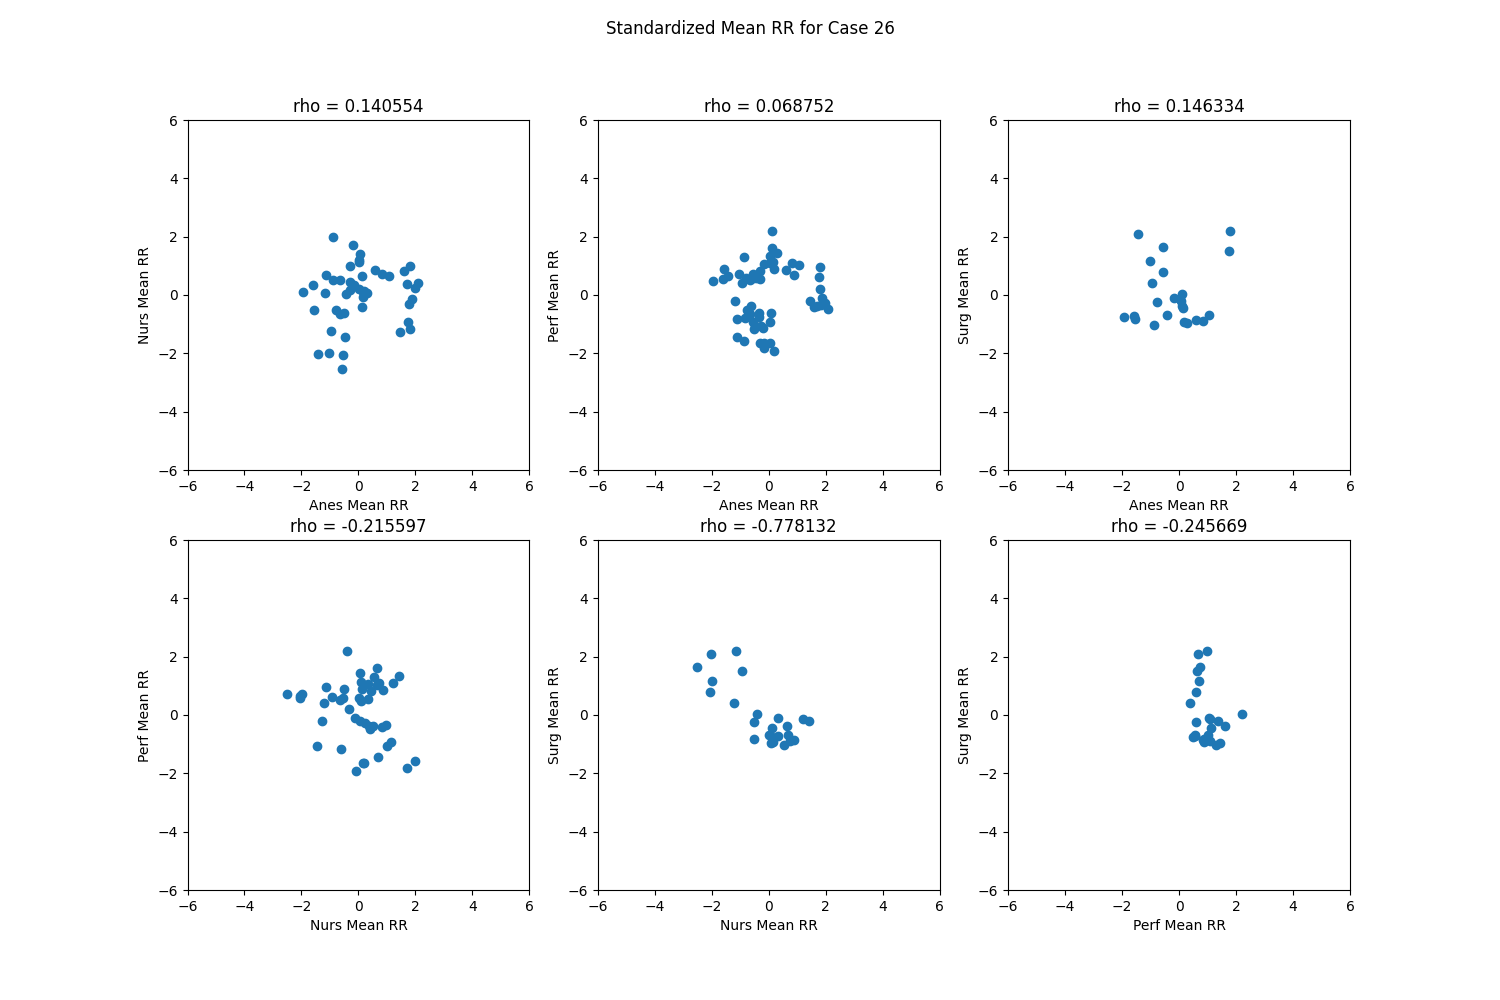 Standardized Mean RR for Case 26
rho = 0.140554
rho = 0.068752
rho = 0.146334
6
4
2
0
−2
−4
−6
Nurs Mean RR
−6 −4 −2 0 2 4 6
Anes Mean RR
6
4
2
0
−2
−4
−6
Perf Mean RR
−6 −4 −2 0 2 4 6
Anes Mean RR
6
4
2
0
−2
−4
−6
Surg Mean RR
−6 −4 −2 0 2 4 6
Anes Mean RR
rho = -0.215597
rho = -0.778132
rho = -0.245669
6
4
2
0
−2
−4
−6
Perf Mean RR
−6 −4 −2 0 2 4 6
Nurs Mean RR
6
4
2
0
−2
−4
−6
Surg Mean RR
−6 −4 −2 0 2 4 6
Nurs Mean RR
6
4
2
0
−2
−4
−6
Surg Mean RR
−6 −4 −2 0 2 4 6
Perf Mean RR